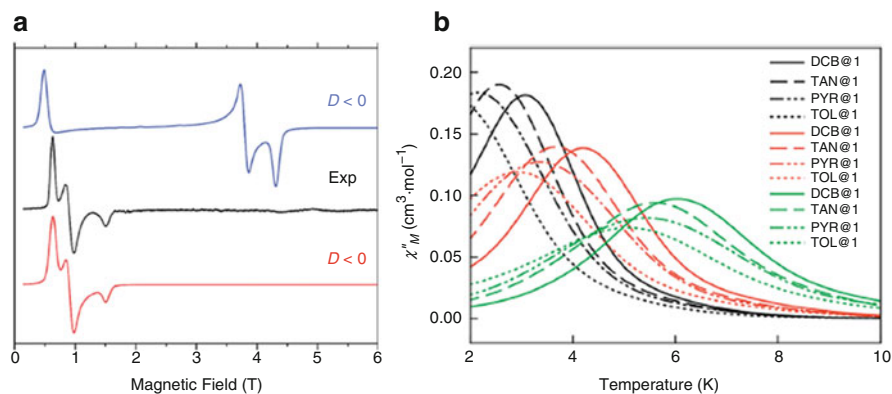 a
D < 0
Exp
D < 0
0 1 2 3 4 5 6
Magnetic Field (T)
b
DCB@1
TAN@1
PYR@1
TOL@1
DCB@1
TAN@1
PYR@1
TOL@1
DCB@1
TAN@1
PYR@1
TOL@1
0.20
0.15
0.10
0.05
0.00
χ″M (cm³·mol⁻¹)
2 4 6 8 10
Temperature (K)